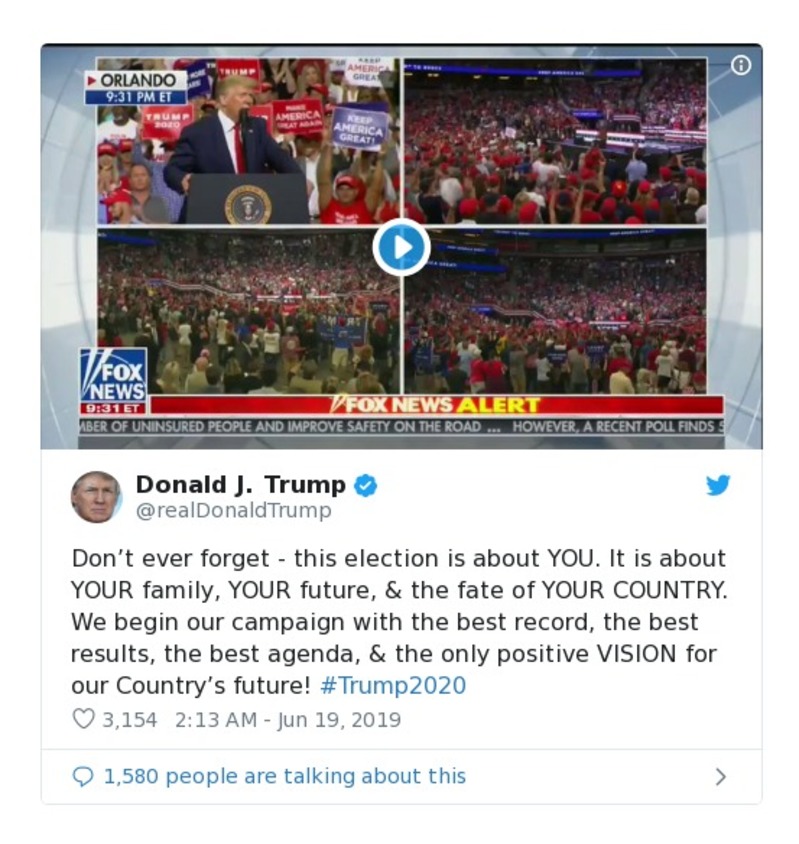 ORLANDO
9:31 PM ET
TRUMP
KEEP
AMERICA
GREAT
TRUMP
2020
MAKE
AMERICA
GREAT AGAIN
KEEP
AMERICA
GREAT!
FOX
NEWS
9:31 ET
FOX NEWS ALERT
MBER OF UNINSURED PEOPLE AND IMPROVE SAFETY ON THE ROAD ... HOWEVER, A RECENT POLL FINDS
Donald J. Trump
@realDonaldTrump
Don’t ever forget - this election is about YOU. It is about
YOUR family, YOUR future, & the fate of YOUR COUNTRY.
We begin our campaign with the best record, the best
results, the best agenda, & the only positive VISION for
our Country’s future! #Trump2020
3,154 2:13 AM - Jun 19, 2019
1,580 people are talking about this